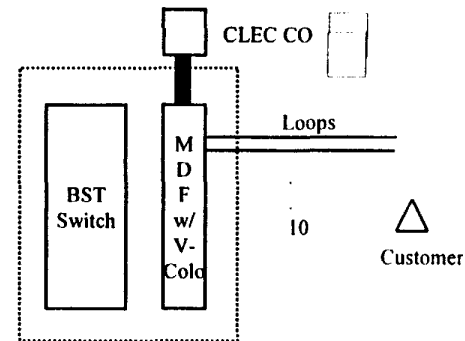 CLEC CO
Loops
M
D
F
w/
V-
Colo
BST
Switch
10
Customer